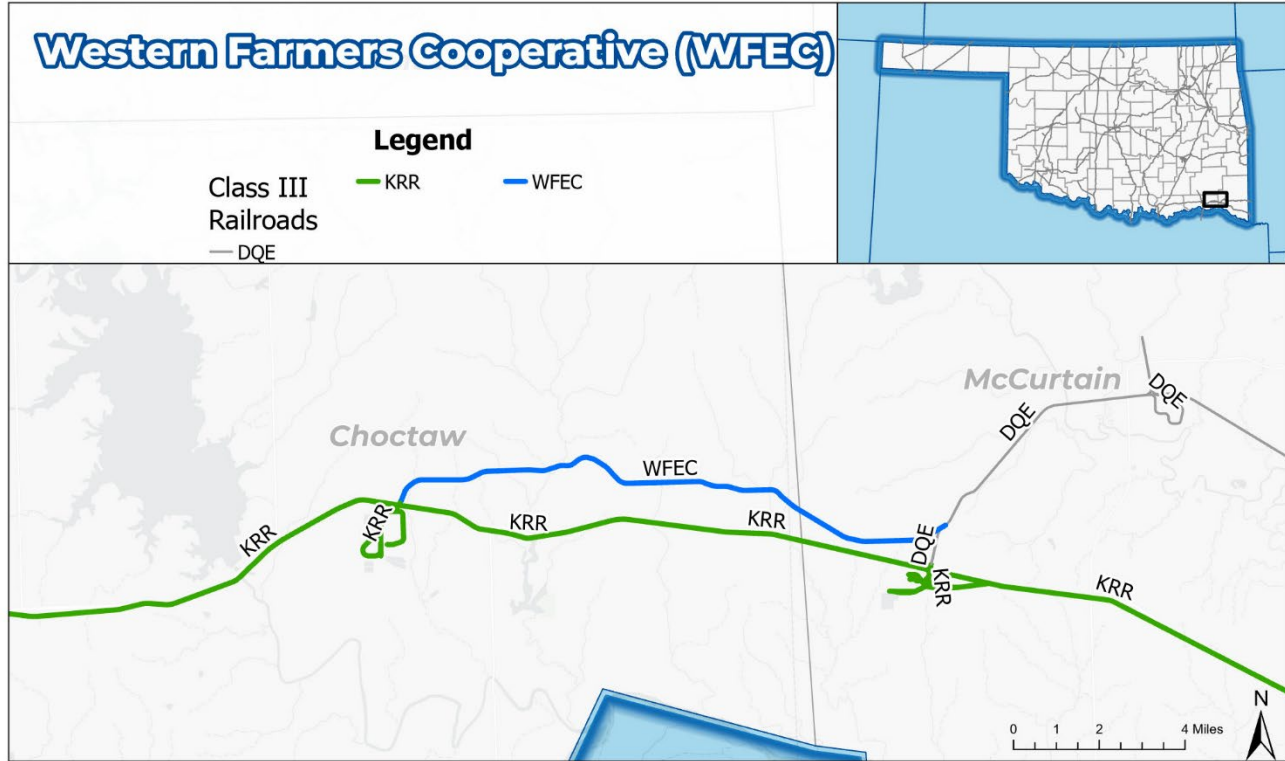 Western Farmers Cooperative (WFEC)
Legend
Class III
Railroads
DQE
KRR
WFEC
Choctaw
McCurtain
DQE
DQE
WFEC
KRR
KRR
KRR
KRR
DQE
KRR
KRR
N
0 1 2 4 Miles